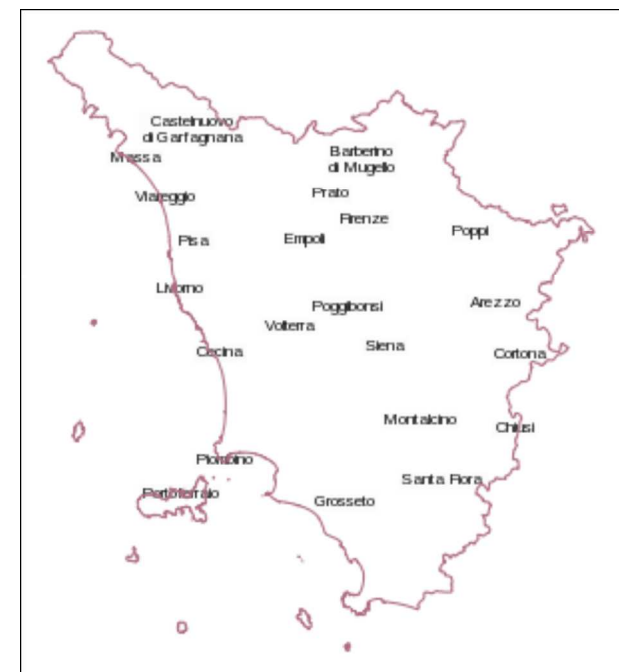 Castelnuovo
di Garfagnana
Massa
Barberino
di Mugello
Viareggio
Prato
Firenze
Pisa
Empoli
Poppi
Livorno
Poggibonsi
Arezzo
Volterra
Cecina
Siena
Cortona
Montalcino
Chiusi
Piombino
Santa Fiora
Portoferraio
Grosseto